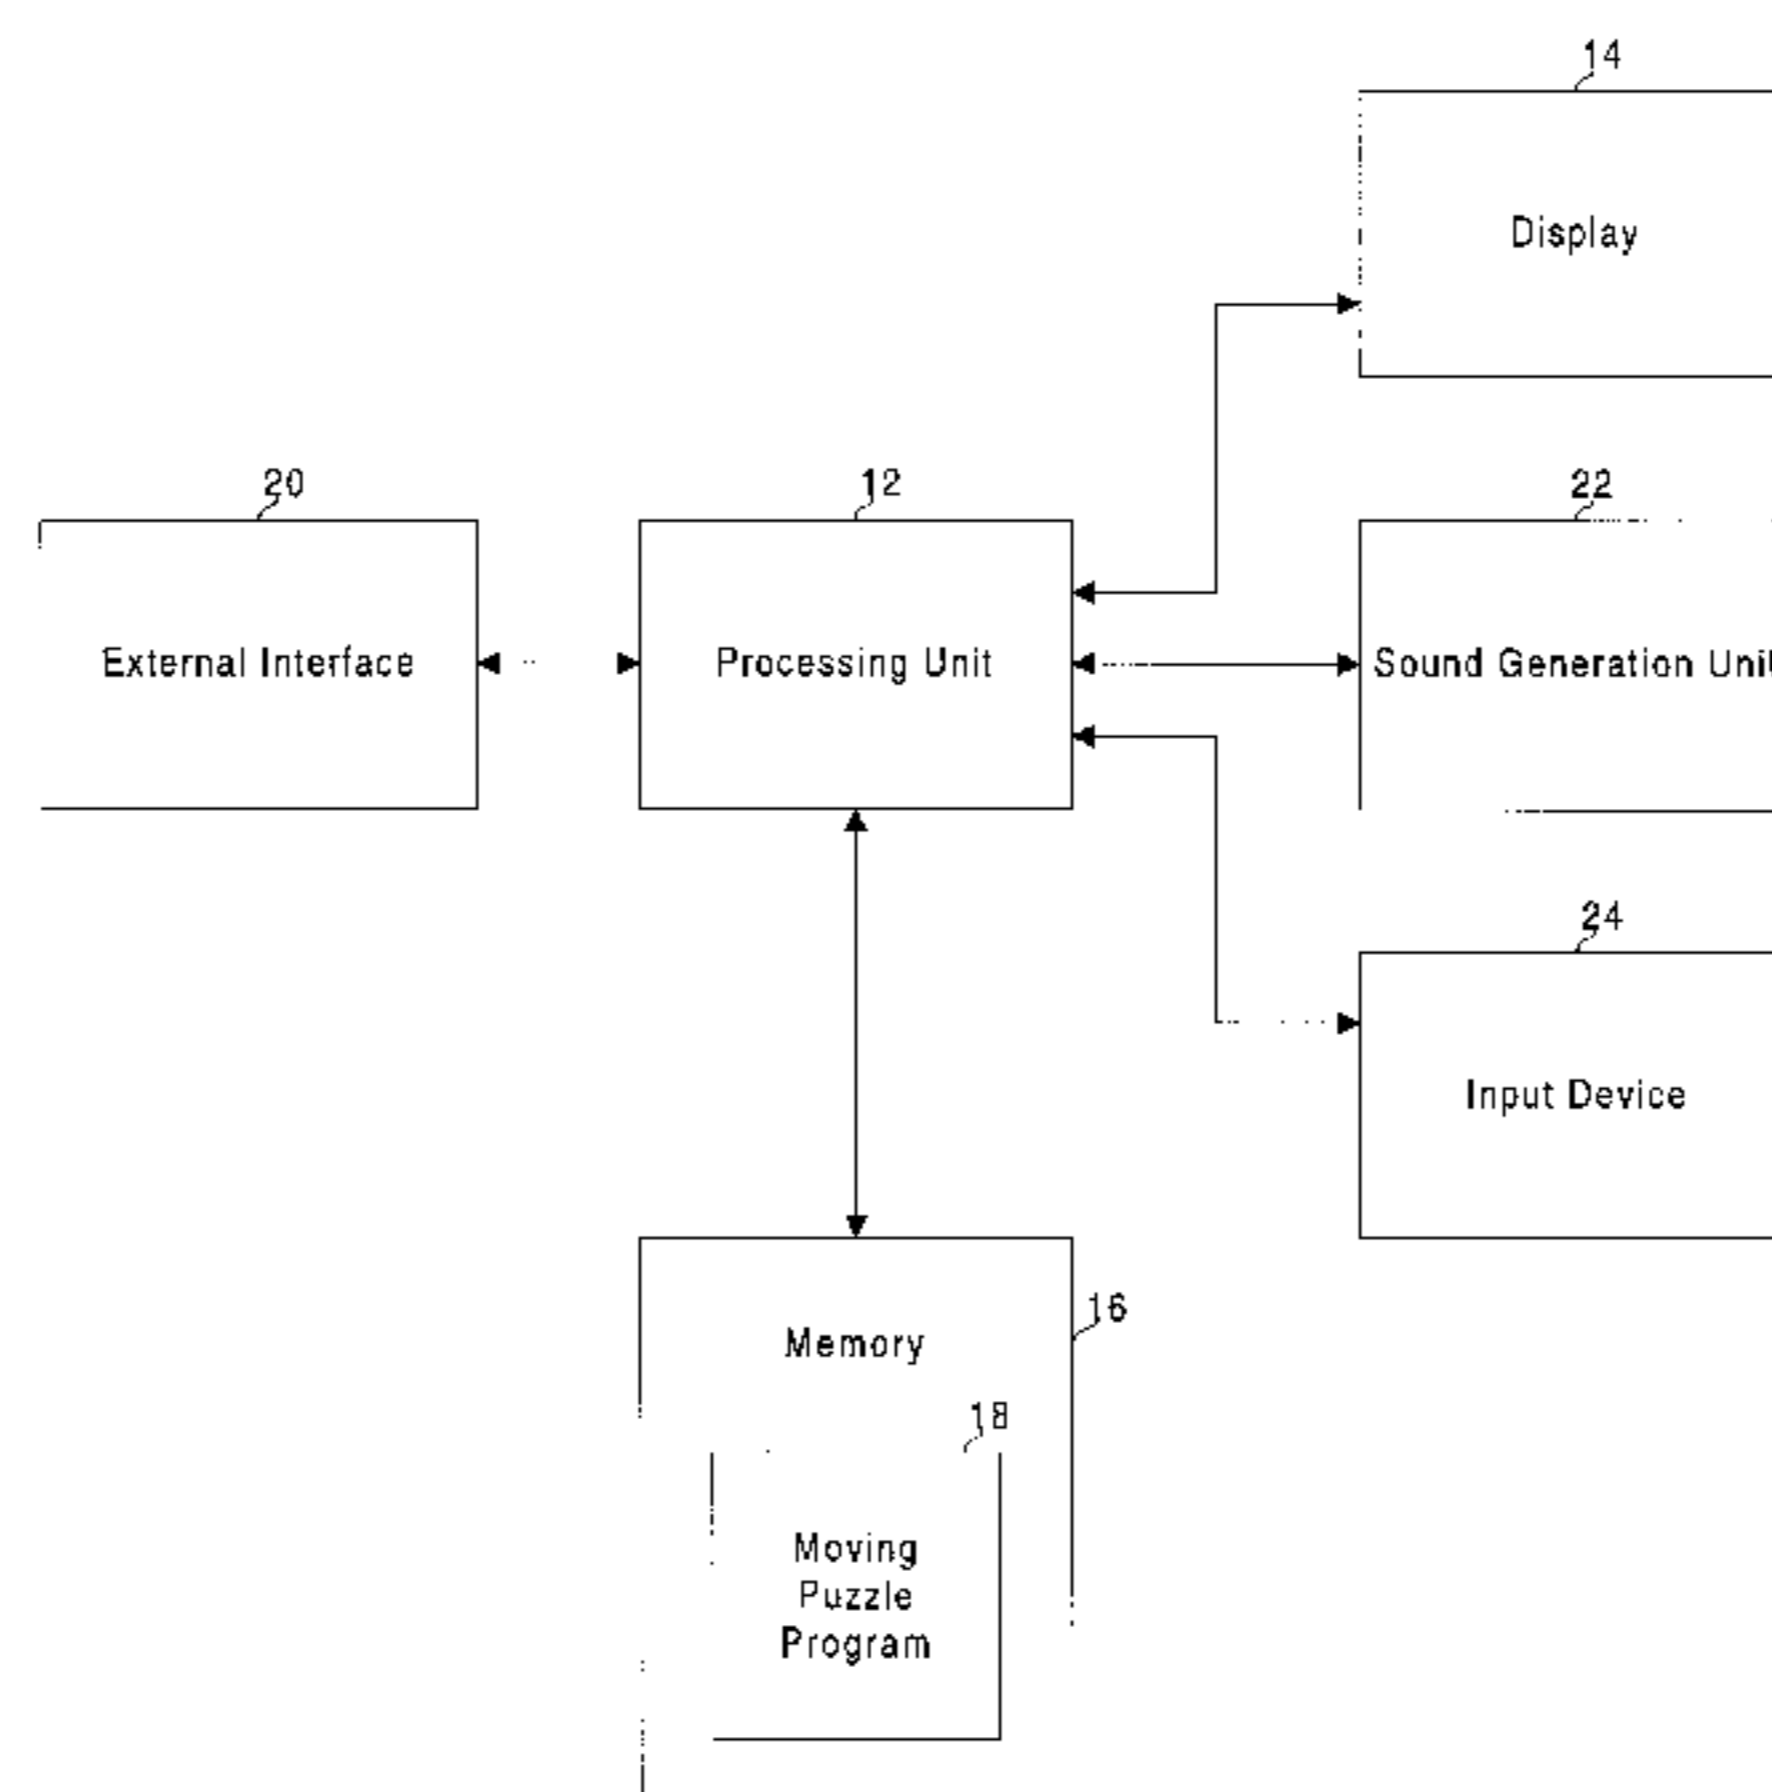 14
Display
20
12
22
External Interface
Processing Unit
Sound Generation Unit
24
Input Device
16
Memory
18
Moving
Puzzle
Program